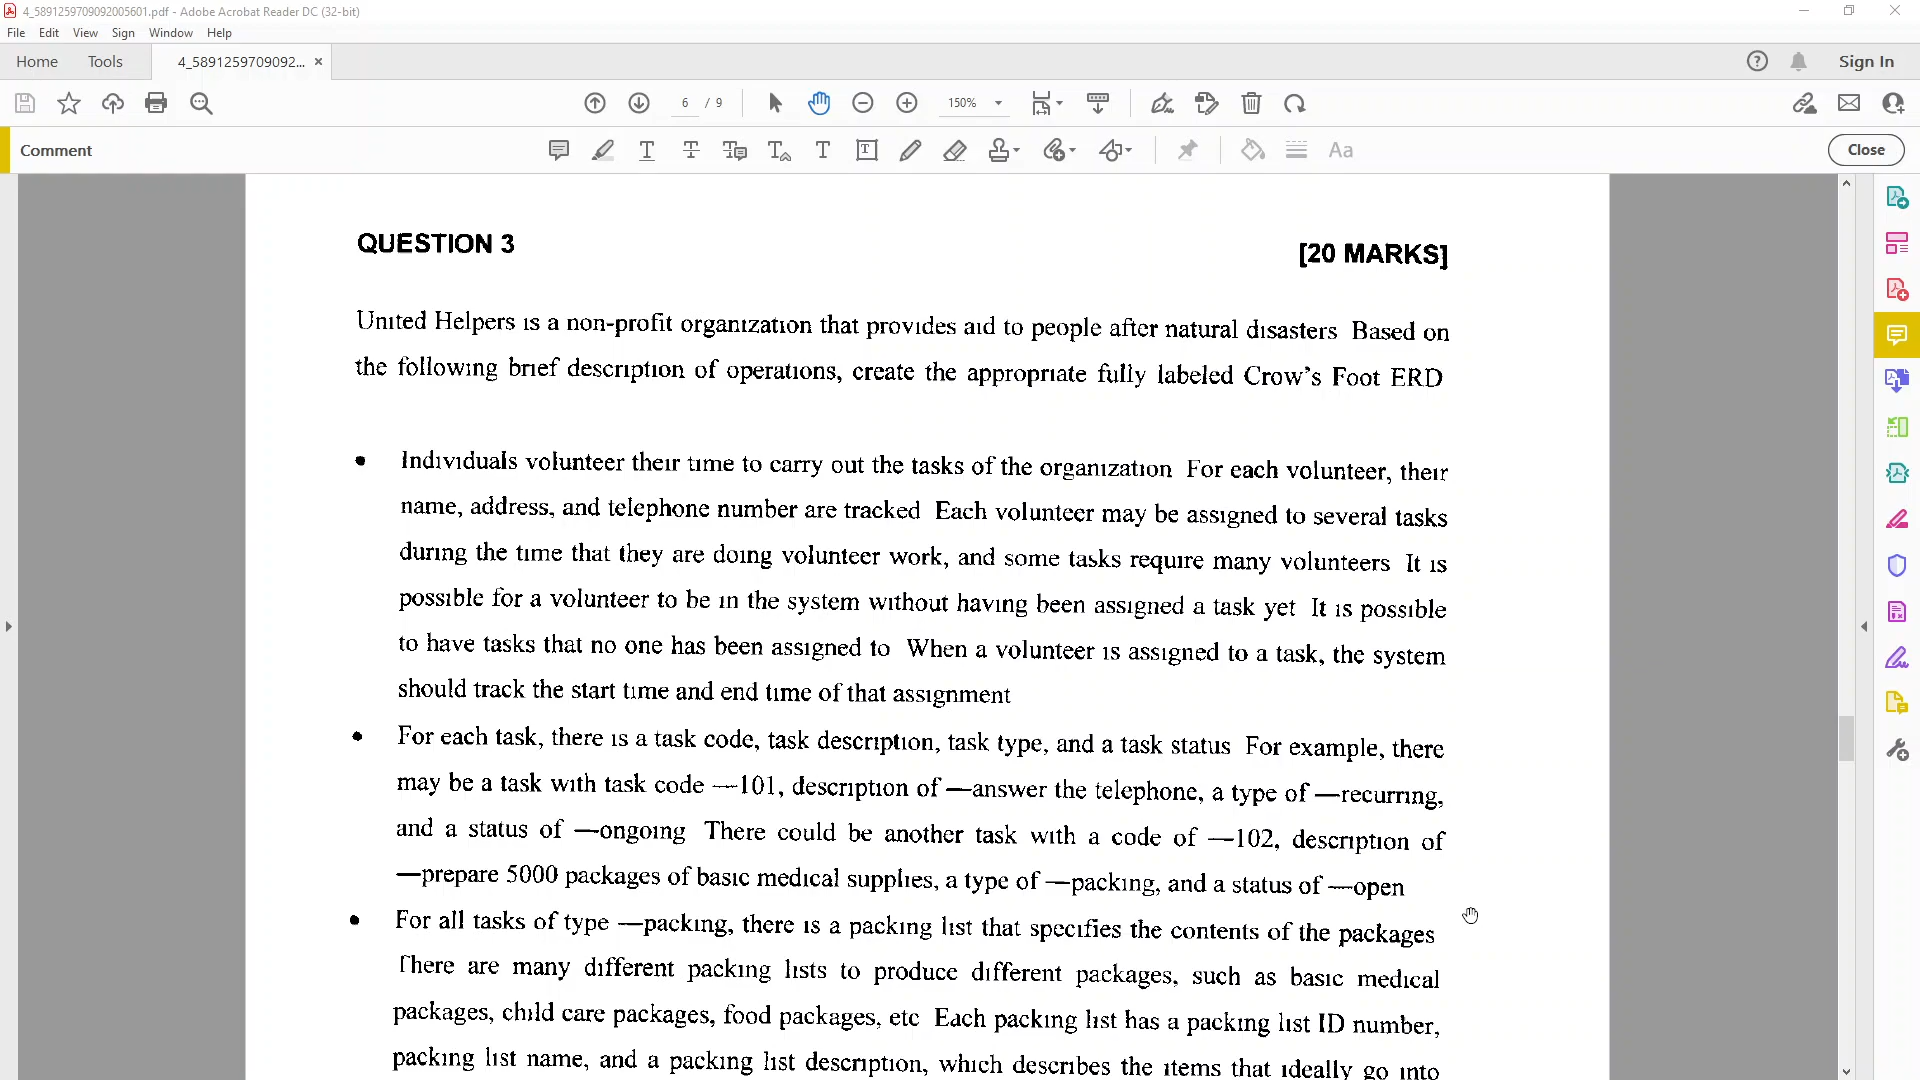 4_5891259709092005601.pdf - Adobe Acrobat Reader DC (32-bit)
File Edit View Sign Window Help
Home Tools 4_5891259709092... × Sign In
6 / 9 150%
Comment Close
QUESTION 3
[20 MARKS]
United Helpers is a non-profit organization that provides aid to people after natural disasters Based on
the following brief description of operations, create the appropriate fully labeled Crow's Foot ERD
• Individuals volunteer their time to carry out the tasks of the organization For each volunteer, their
name, address, and telephone number are tracked Each volunteer may be assigned to several tasks
during the time that they are doing volunteer work, and some tasks require many volunteers It is
possible for a volunteer to be in the system without having been assigned a task yet It is possible
to have tasks that no one has been assigned to When a volunteer is assigned to a task, the system
should track the start time and end time of that assignment
• For each task, there is a task code, task description, task type, and a task status For example, there
may be a task with task code —101, description of —answer the telephone, a type of —recurring,
and a status of —ongoing There could be another task with a code of —102, description of
—prepare 5000 packages of basic medical supplies, a type of —packing, and a status of —open
• For all tasks of type —packing, there is a packing list that specifies the contents of the packages
There are many different packing lists to produce different packages, such as basic medical
packages, child care packages, food packages, etc Each packing list has a packing list ID number,
packing list name, and a packing list description, which describes the items that ideally go into